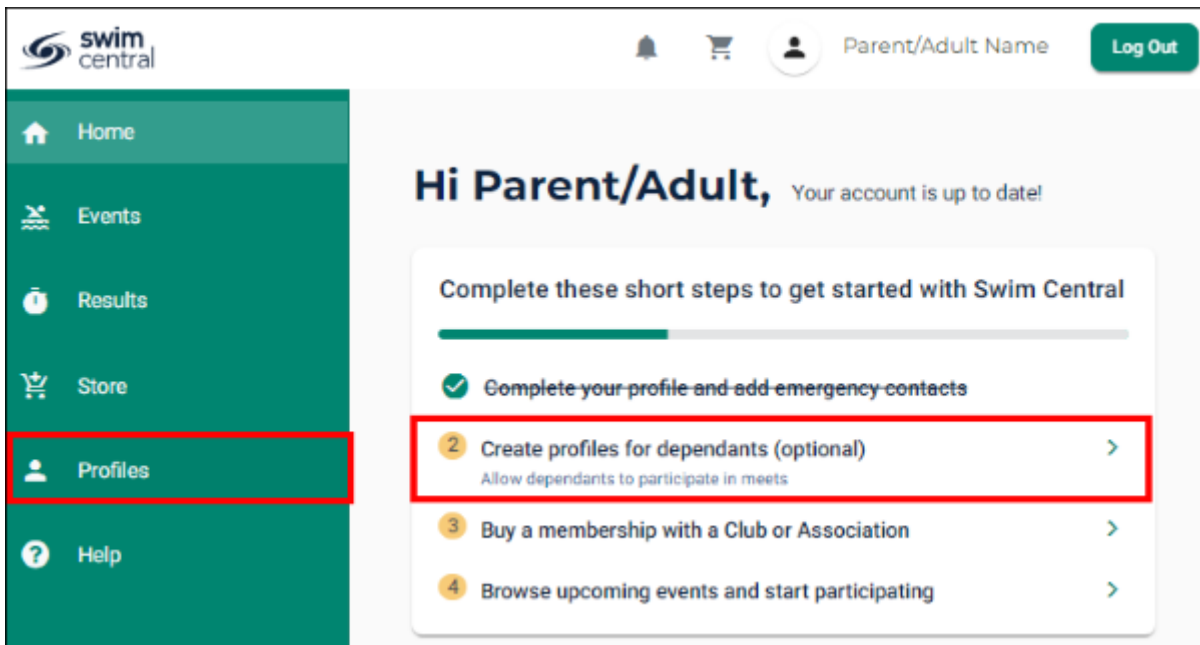 swim
central
Parent/Adult Name
Log Out
Home
Events
Results
Store
Profiles
? Help
Hi Parent/Adult, Your account is up to date!
Complete these short steps to get started with Swim Central
Complete your profile and add emergency contacts
2 Create profiles for dependants (optional)
Allow dependants to participate in meets
3 Buy a membership with a Club or Association
4 Browse upcoming events and start participating